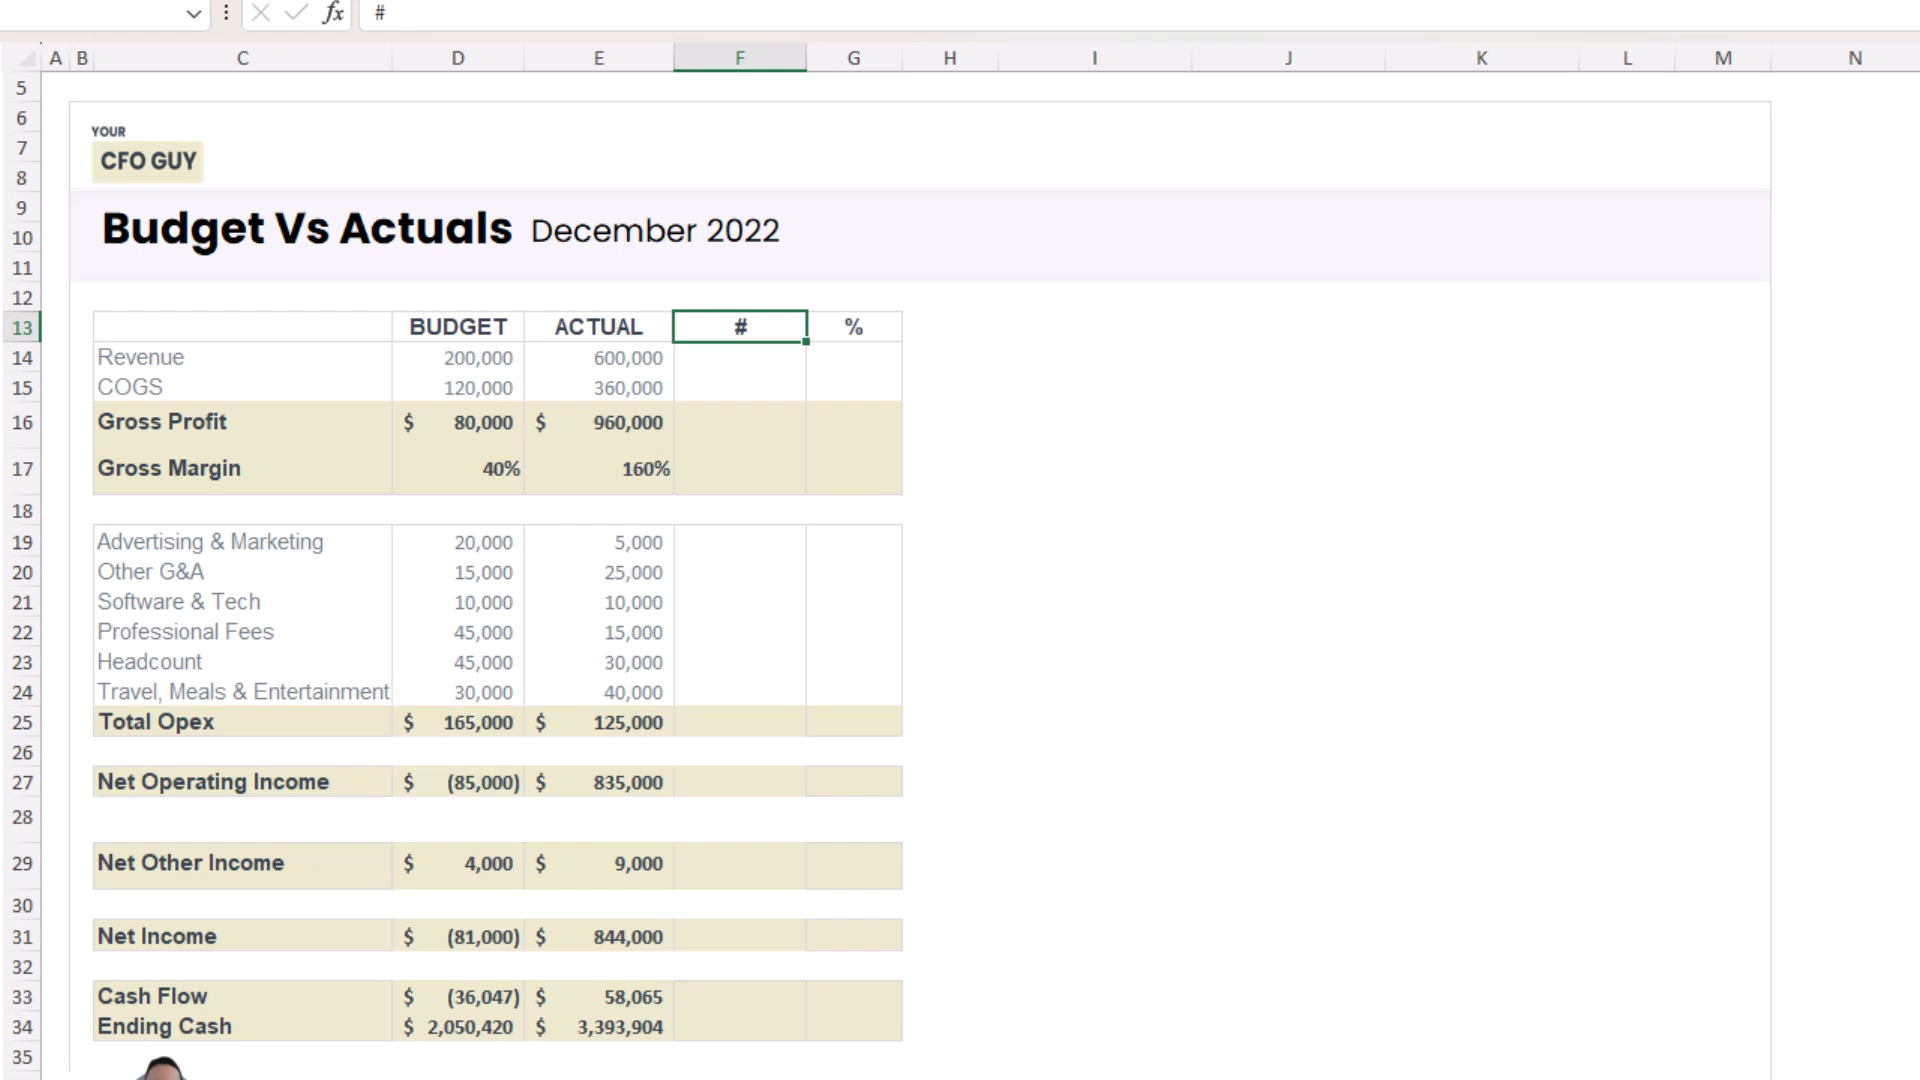 fx #
A B C D E F G H I J K L M N
5
6
YOUR
7 CFO GUY
8
9
10 Budget Vs Actuals December 2022
11
12
13 BUDGET ACTUAL # %
14 Revenue 200,000 600,000
15 COGS 120,000 360,000
16 Gross Profit $ 80,000 $ 960,000
17 Gross Margin 40% 160%
18
19 Advertising & Marketing 20,000 5,000
20 Other G&A 15,000 25,000
21 Software & Tech 10,000 10,000
22 Professional Fees 45,000 15,000
23 Headcount 45,000 30,000
24 Travel, Meals & Entertainment 30,000 40,000
25 Total Opex $ 165,000 $ 125,000
26
27 Net Operating Income $ (85,000) $ 835,000
28
29 Net Other Income $ 4,000 $ 9,000
30
31 Net Income $ (81,000) $ 844,000
32
33 Cash Flow $ (36,047) $ 58,065
34 Ending Cash $ 2,050,420 $ 3,393,904
35